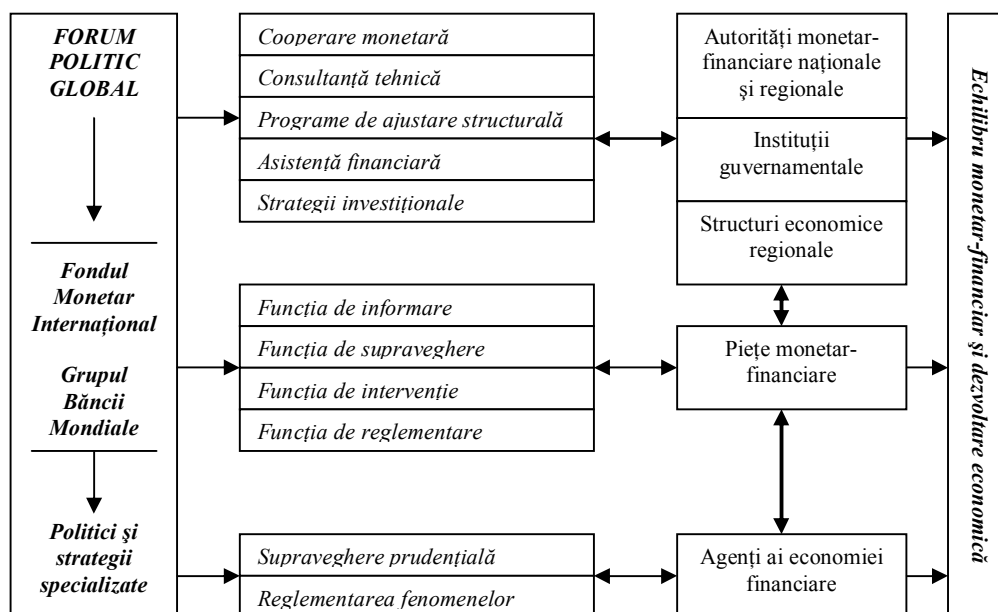 FORUM
POLITIC
GLOBAL
Fondul
Monetar
Internațional
Grupul
Băncii
Mondiale
Politici şi
strategii
specializate
Cooperare monetară
Consultanță tehnică
Programe de ajustare structurală
Asistență financiară
Strategii investiționale
Funcția de informare
Funcția de supraveghere
Funcția de intervenție
Funcția de reglementare
Supraveghere prudențială
Reglementarea fenomenelor
Autorități monetar-
financiare naționale
şi regionale
Instituții
guvernamentale
Structuri economice
regionale
Piețe monetar-
financiare
Agenți ai economiei
financiare
Echilibru monetar-financiar şi dezvoltare economică